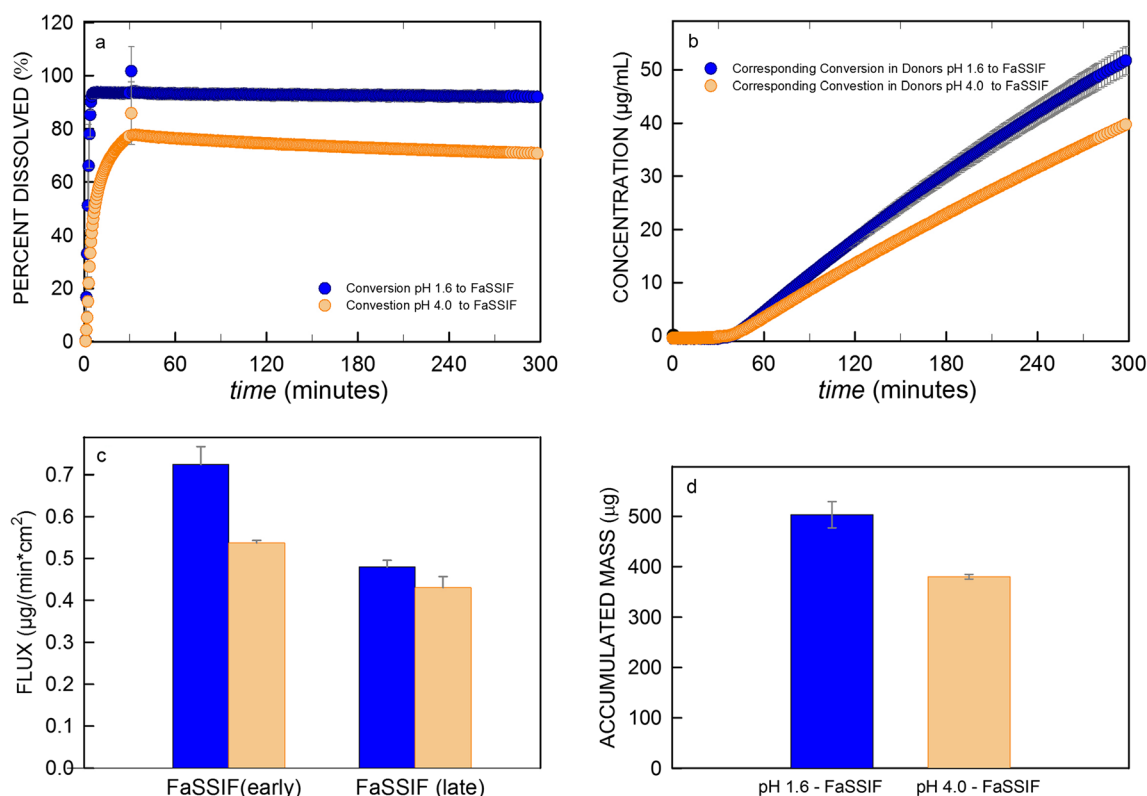 a
PERCENT DISSOLVED (%)
120
100
80
60
40
20
0
Conversion pH 1.6 to FaSSIF
Convestion pH 4.0 to FaSSIF
0 60 120 180 240 300
time (minutes)
b
CONCENTRATION (µg/mL)
50
40
30
20
10
0
Corresponding Conversion in Donors pH 1.6 to FaSSIF
Corresponding Convestion in Donors pH 4.0 to FaSSIF
0 60 120 180 240 300
time (minutes)
c
FLUX (µg/(min*cm²)
0.7
0.6
0.5
0.4
0.3
0.2
0.1
0.0
FaSSIF(early) FaSSIF (late)
d
ACCUMULATED MASS (µg)
500
400
300
200
100
0
pH 1.6 - FaSSIF pH 4.0 - FaSSIF